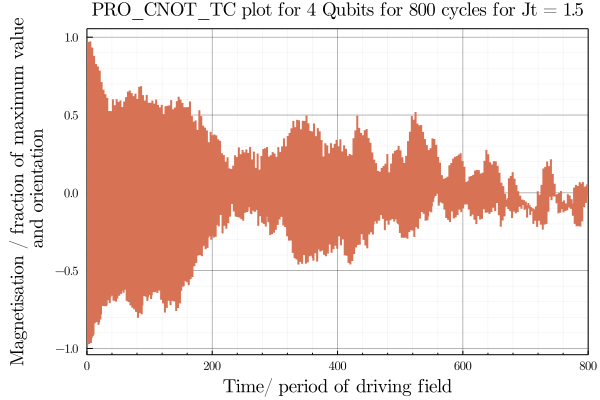 PRO_CNOT_TC plot for 4 Qubits for 800 cycles for Jt = 1.5
Magnetisation / fraction of maximum value
and orientation
1.0
0.5
0.0
−0.5
−1.0
0
200
400
600
800
Time/ period of driving field